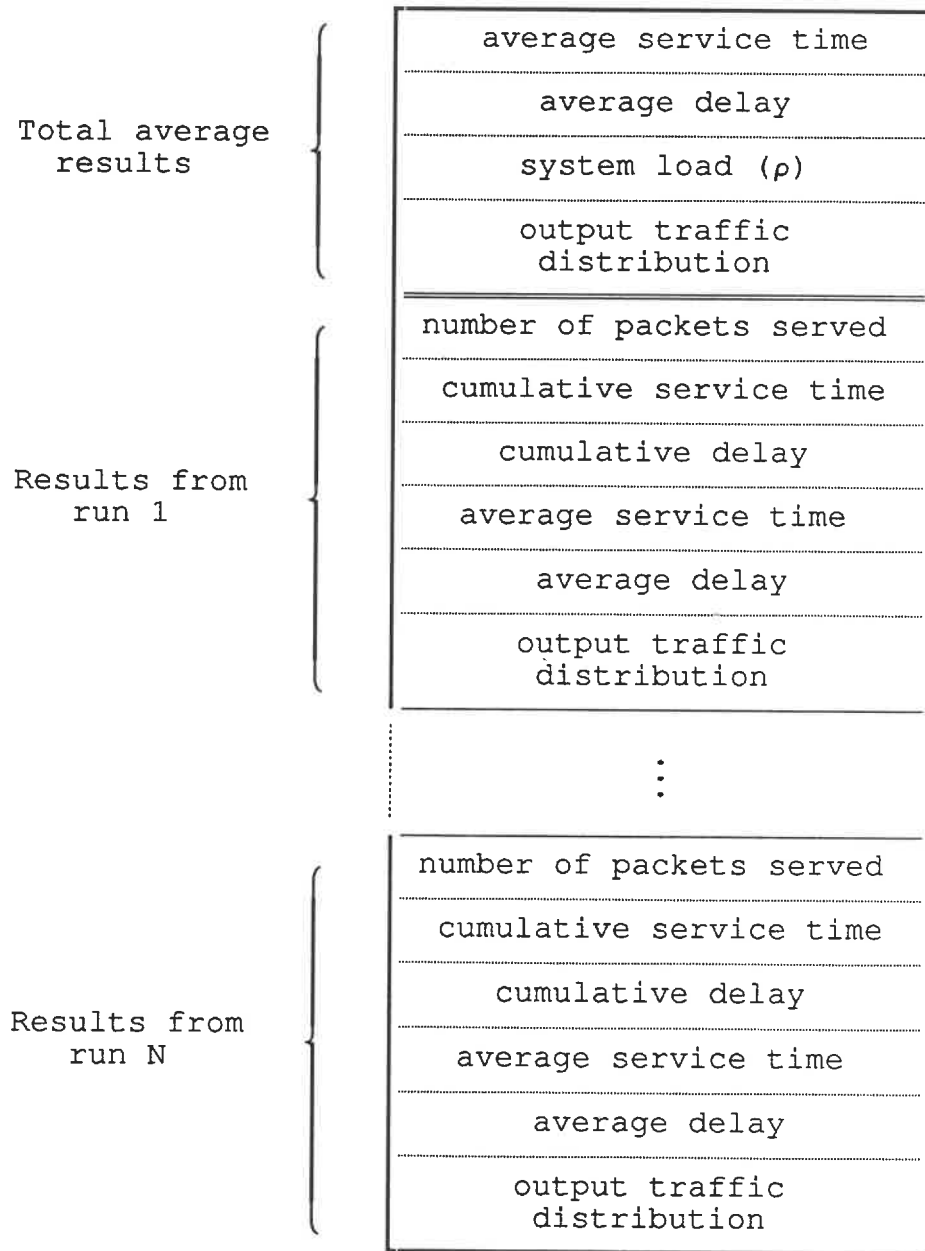 average service time
average delay
Total average
results
system load (ρ)
output traffic
distribution
number of packets served
cumulative service time
cumulative delay
Results from
run 1
average service time
average delay
output traffic
distribution
⋮
number of packets served
cumulative service time
cumulative delay
Results from
run N
average service time
average delay
output traffic
distribution